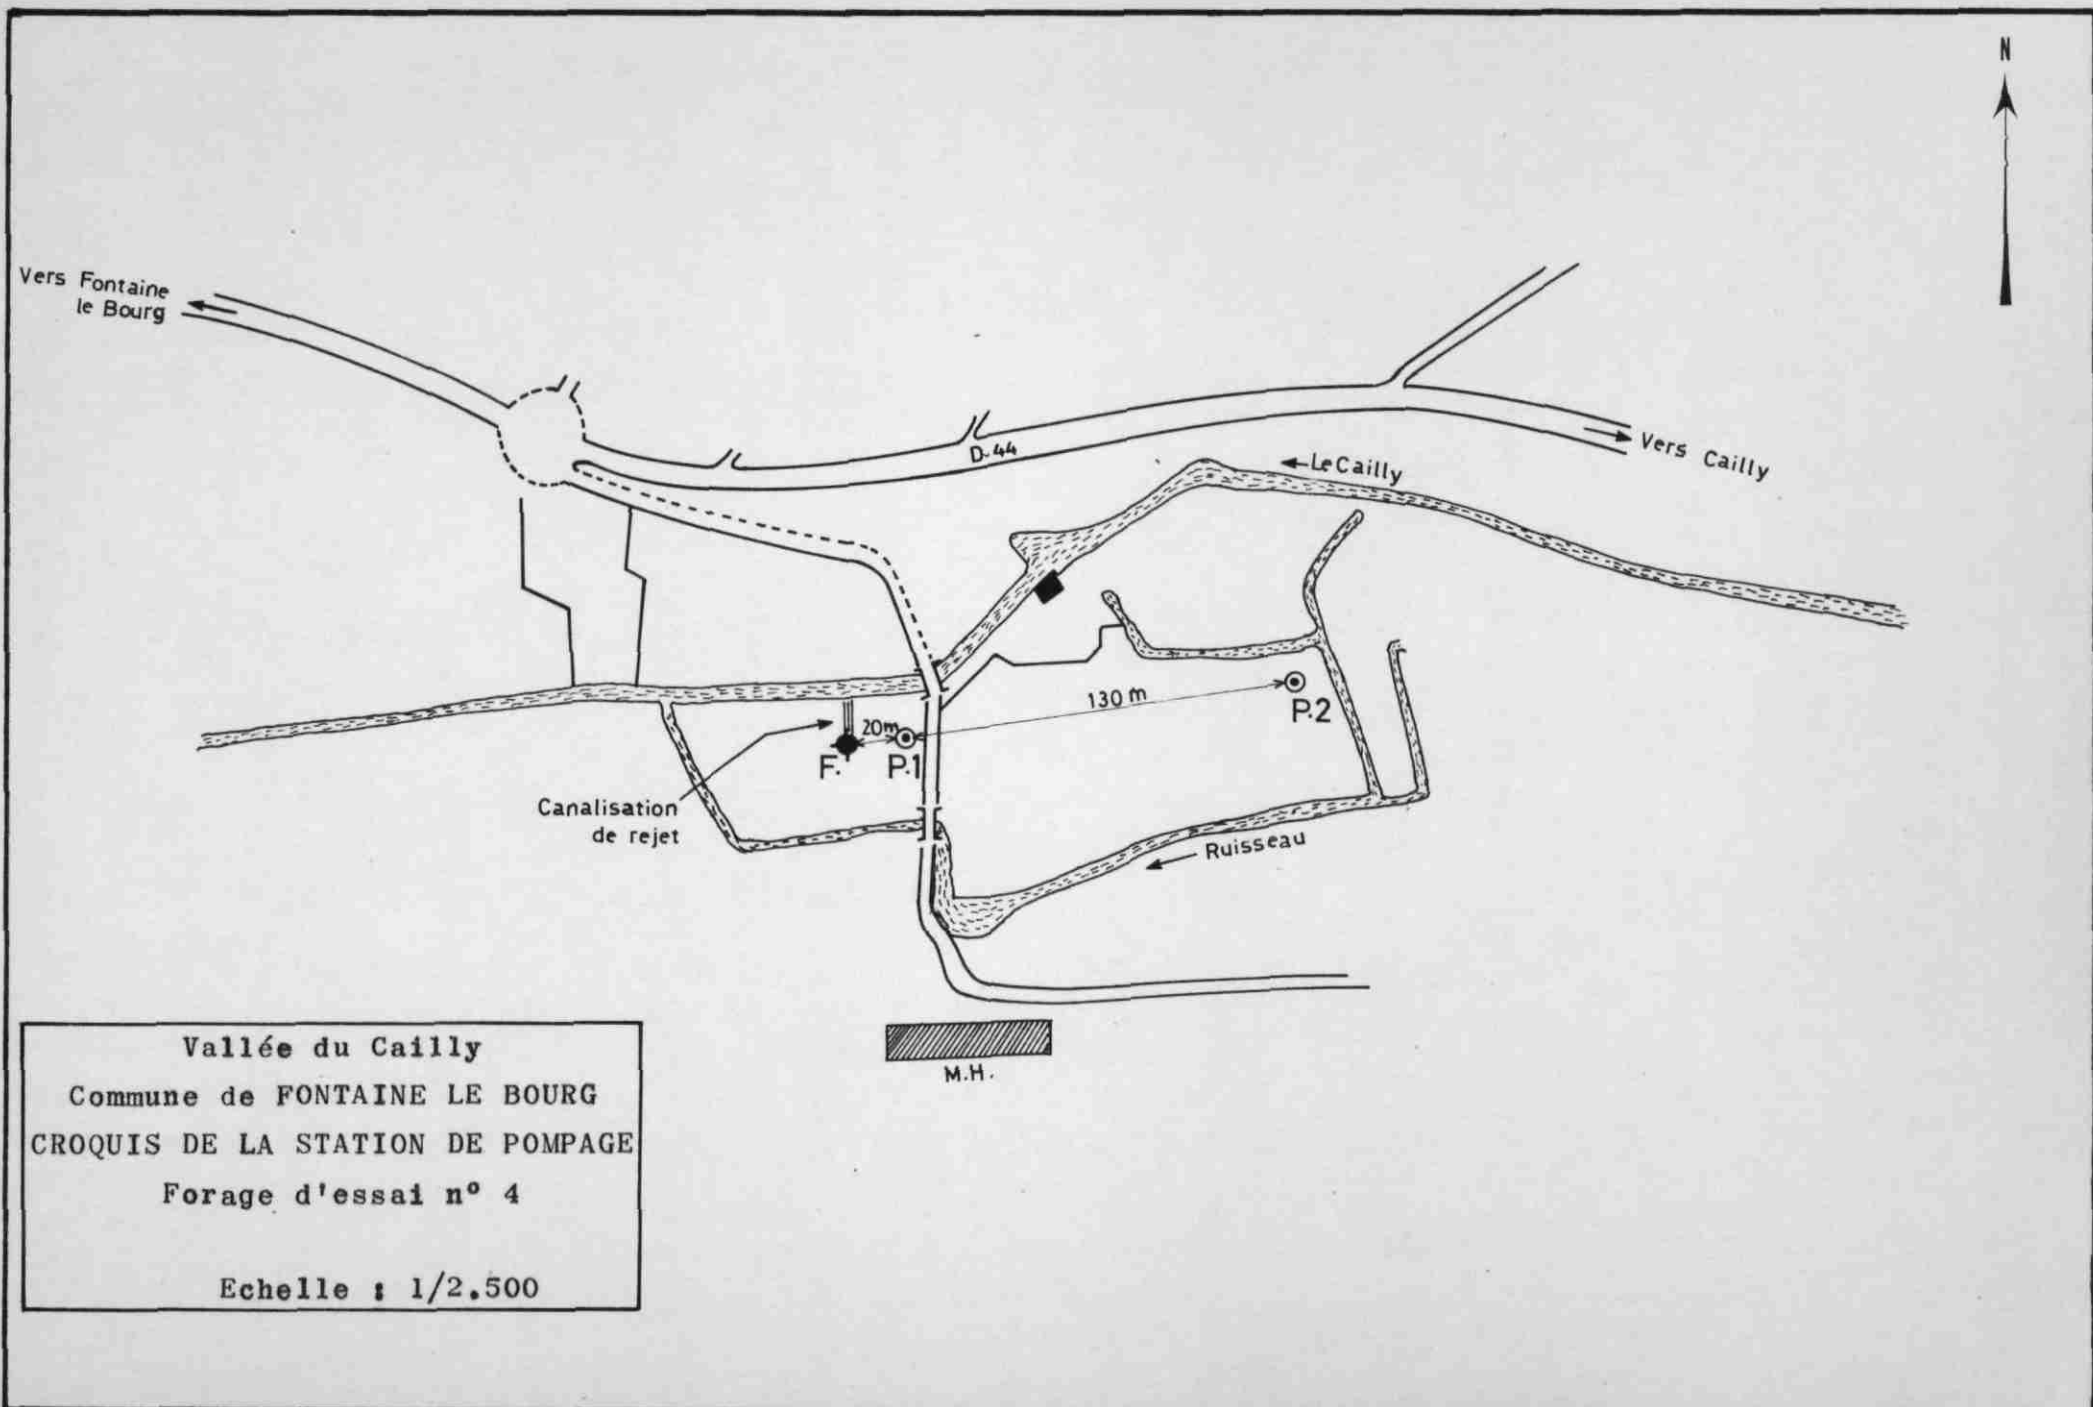 N
Vers Fontaine
le Bourg
D.44
Le Cailly
Vers Cailly
130 m
P.2
20m
F.
P.1
Canalisation
de rejet
Ruisseau
M.H.
Vallée du Cailly
Commune de FONTAINE LE BOURG
CROQUIS DE LA STATION DE POMPAGE
Forage d'essai n° 4
Echelle : 1/2.500